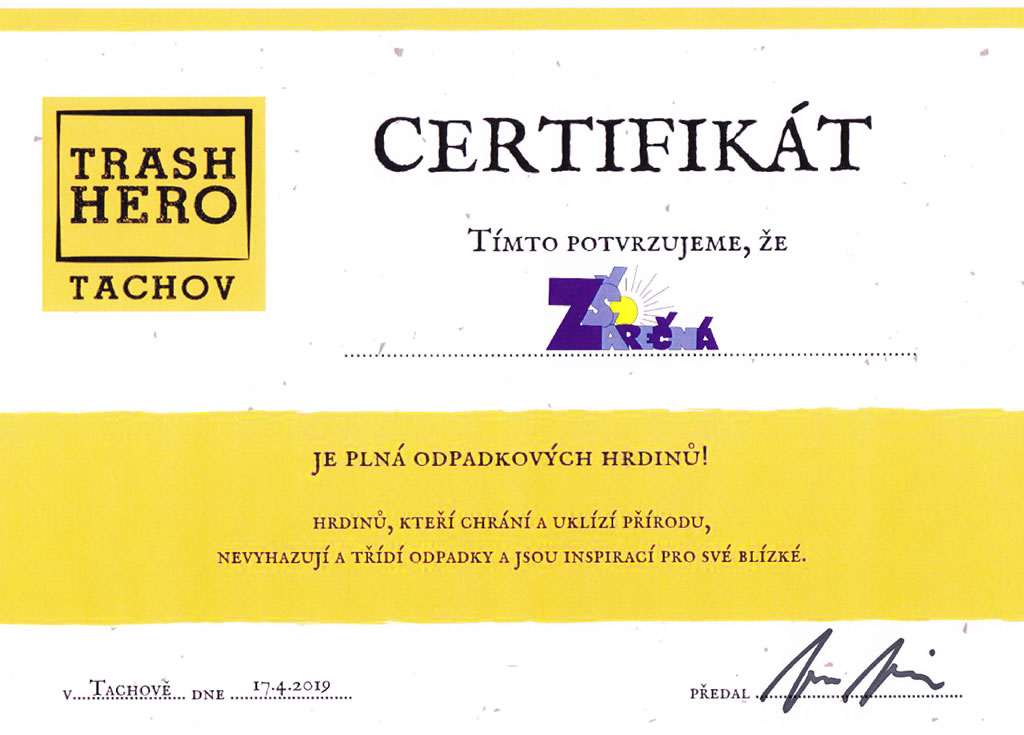 TRASH
HERO
TACHOV
CERTIFIKÁT
Tímto potvrzujeme, že
ZŠ Zárečná
je plná odpadkových hrdinů!
hrdinů, kteří chrání a uklízí přírodu,
nevyhazují a třídí odpadky a jsou inspirací pro své blízké.
v....Tachově... dne ....17.4.2019....
předal